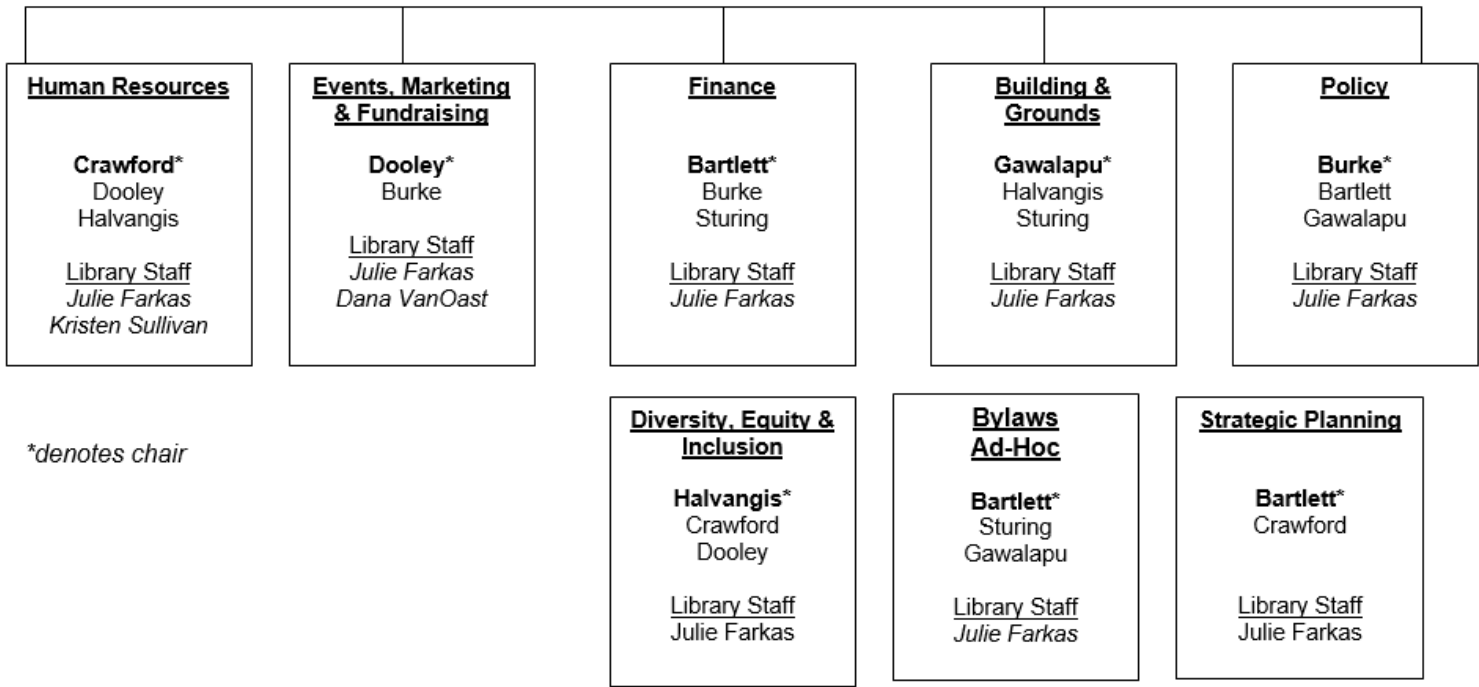 Human Resources
Crawford*
Dooley
Halvangis
Library Staff
Julie Farkas
Kristen Sullivan
Events, Marketing
& Fundraising
Dooley*
Burke
Library Staff
Julie Farkas
Dana VanOast
Finance
Bartlett*
Burke
Sturing
Library Staff
Julie Farkas
Building &
Grounds
Gawalapu*
Halvangis
Sturing
Library Staff
Julie Farkas
Policy
Burke*
Bartlett
Gawalapu
Library Staff
Julie Farkas
*denotes chair
Diversity, Equity &
Inclusion
Halvangis*
Crawford
Dooley
Library Staff
Julie Farkas
Bylaws
Ad-Hoc
Bartlett*
Sturing
Gawalapu
Library Staff
Julie Farkas
Strategic Planning
Bartlett*
Crawford
Library Staff
Julie Farkas